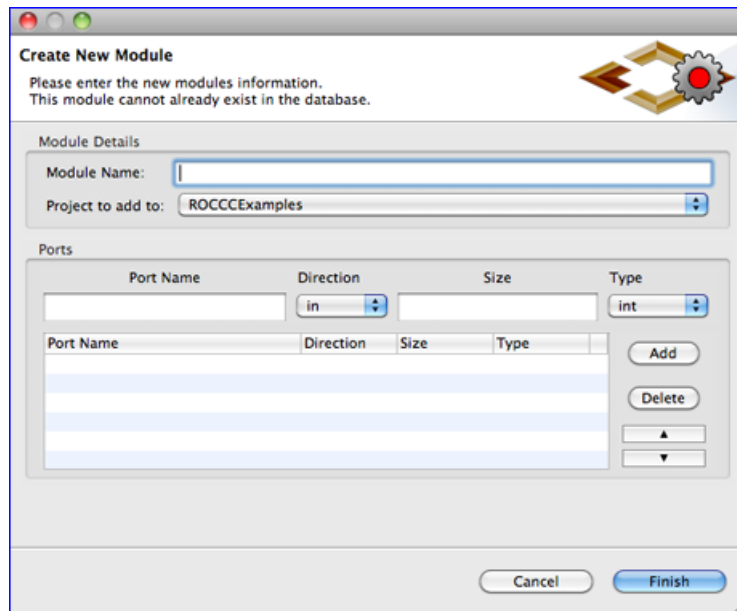 Create New Module
Please enter the new modules information.
This module cannot already exist in the database.
Module Details
Module Name:
Project to add to: ROCCCExamples
Ports
Port Name Direction Size Type
in int
Port Name Direction Size Type
Add
Delete
Cancel Finish